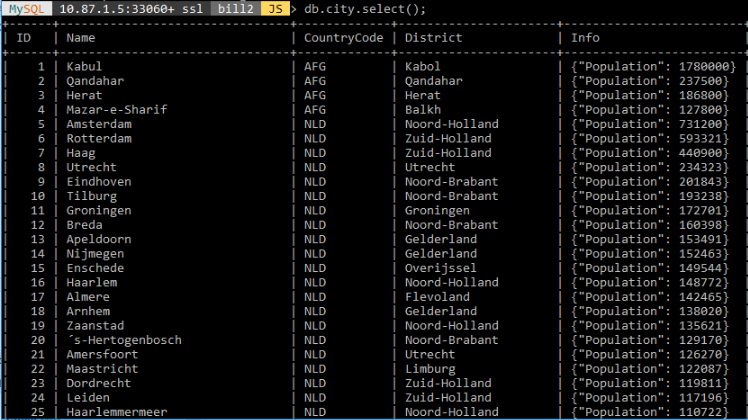 MySQL 10.87.1.5:33060+ ssl bill2 JS > db.city.select();
ID | Name | CountryCode | District | Info
1 | Kabul | AFG | Kabol | {"Population": 1780000}
2 | Qandahar | AFG | Qandahar | {"Population": 237500}
3 | Herat | AFG | Herat | {"Population": 186800}
4 | Mazar-e-Sharif | AFG | Balkh | {"Population": 127800}
5 | Amsterdam | NLD | Noord-Holland | {"Population": 731200}
6 | Rotterdam | NLD | Zuid-Holland | {"Population": 593321}
7 | Haag | NLD | Zuid-Holland | {"Population": 440900}
8 | Utrecht | NLD | Utrecht | {"Population": 234323}
9 | Eindhoven | NLD | Noord-Brabant | {"Population": 201843}
10 | Tilburg | NLD | Noord-Brabant | {"Population": 193238}
11 | Groningen | NLD | Groningen | {"Population": 172701}
12 | Breda | NLD | Noord-Brabant | {"Population": 160398}
13 | Apeldoorn | NLD | Gelderland | {"Population": 153491}
14 | Nijmegen | NLD | Gelderland | {"Population": 152463}
15 | Enschede | NLD | Overijssel | {"Population": 149544}
16 | Haarlem | NLD | Noord-Holland | {"Population": 148772}
17 | Almere | NLD | Flevoland | {"Population": 142465}
18 | Arnhem | NLD | Gelderland | {"Population": 138020}
19 | Zaanstad | NLD | Noord-Holland | {"Population": 135621}
20 | ´s-Hertogenbosch | NLD | Noord-Brabant | {"Population": 129170}
21 | Amersfoort | NLD | Utrecht | {"Population": 126270}
22 | Maastricht | NLD | Limburg | {"Population": 122087}
23 | Dordrecht | NLD | Zuid-Holland | {"Population": 119811}
24 | Leiden | NLD | Zuid-Holland | {"Population": 117196}
25 | Haarlemmermeer | NLD | Noord-Holland | {"Population": 110722}